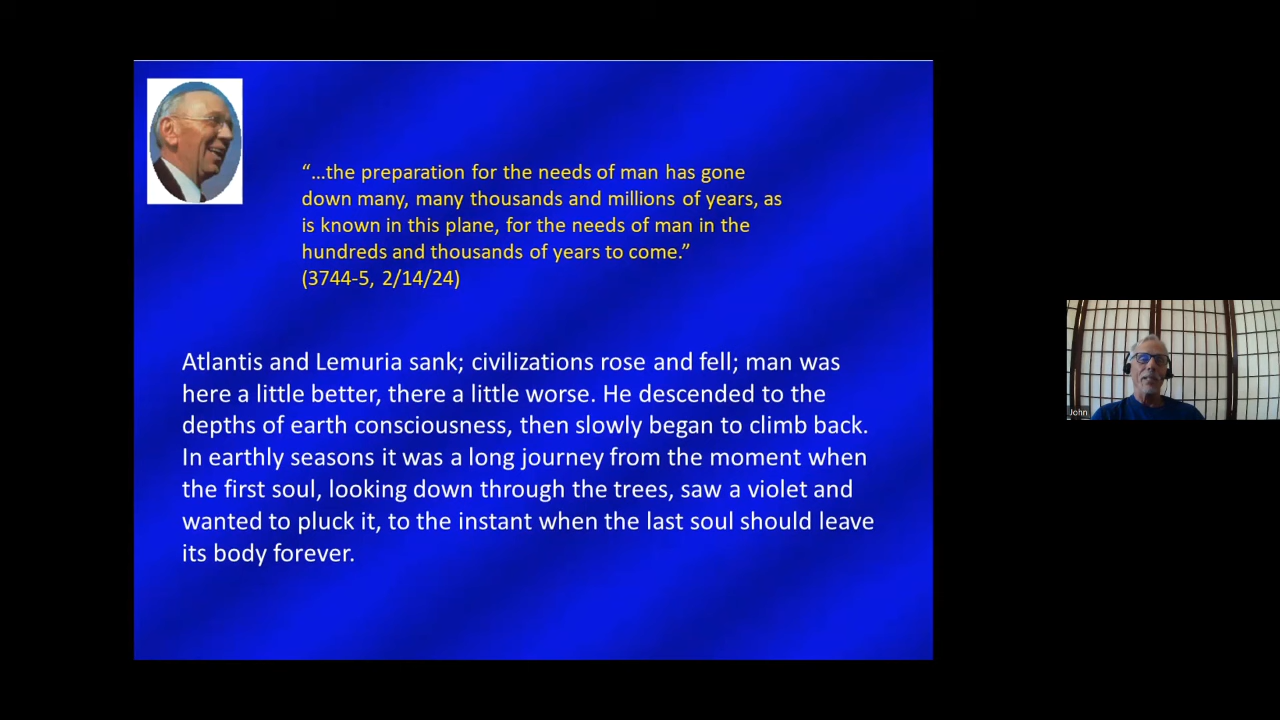 “…the preparation for the needs of man has gone
down many, many thousands and millions of years, as
is known in this plane, for the needs of man in the
hundreds and thousands of years to come.”
(3744-5, 2/14/24)
Atlantis and Lemuria sank; civilizations rose and fell; man was
here a little better, there a little worse. He descended to the
depths of earth consciousness, then slowly began to climb back.
In earthly seasons it was a long journey from the moment when
the first soul, looking down through the trees, saw a violet and
wanted to pluck it, to the instant when the last soul should leave
its body forever.
John